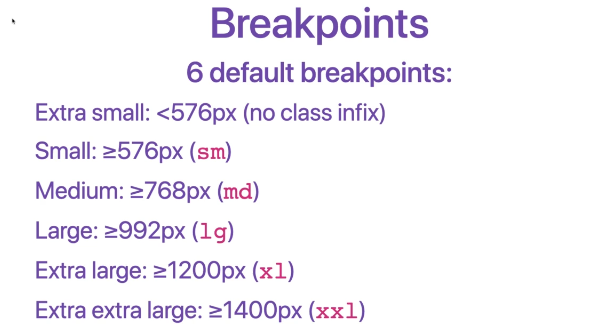 Breakpoints
6 default breakpoints:
Extra small: <576px (no class infix)
Small: ≥576px (sm)
Medium: ≥768px (md)
Large: ≥992px (lg)
Extra large: ≥1200px (xl)
Extra extra large: ≥1400px (xxl)